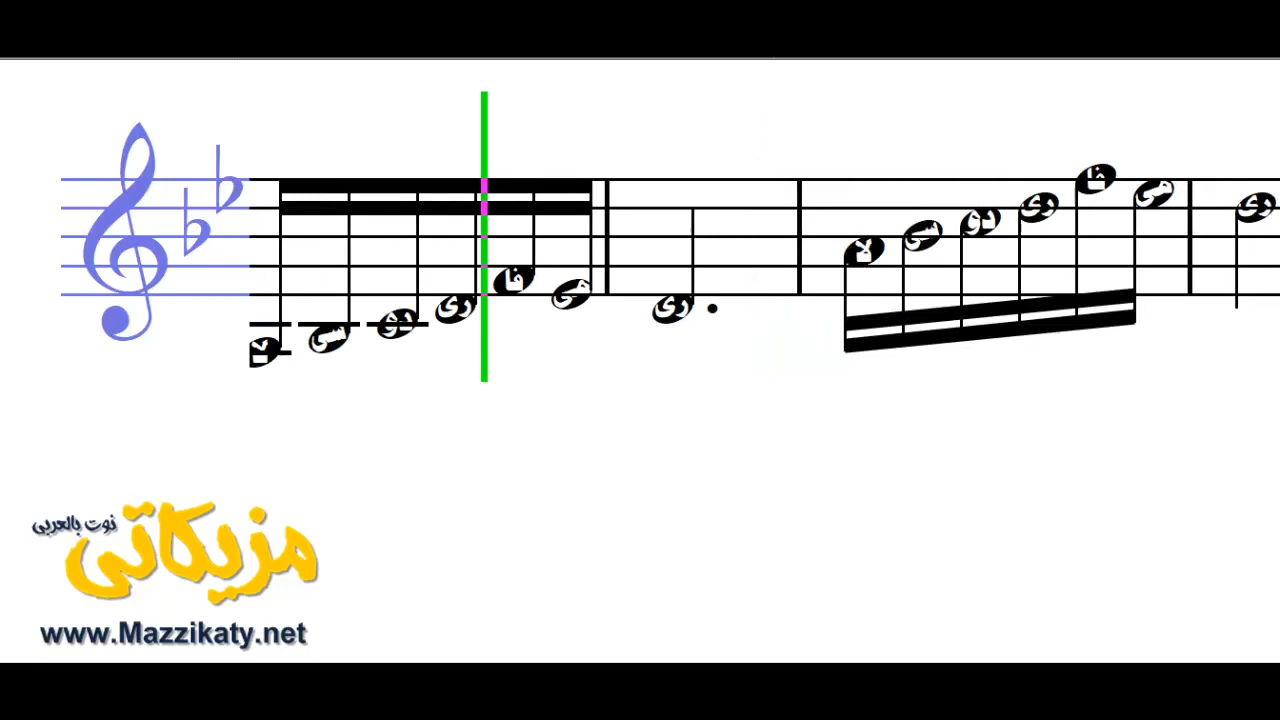 لا سي دو ري فا مي ري لا سي دو ري فا مي ري
نوت بالعربي
مزيكاتي
www.Mazzikaty.net